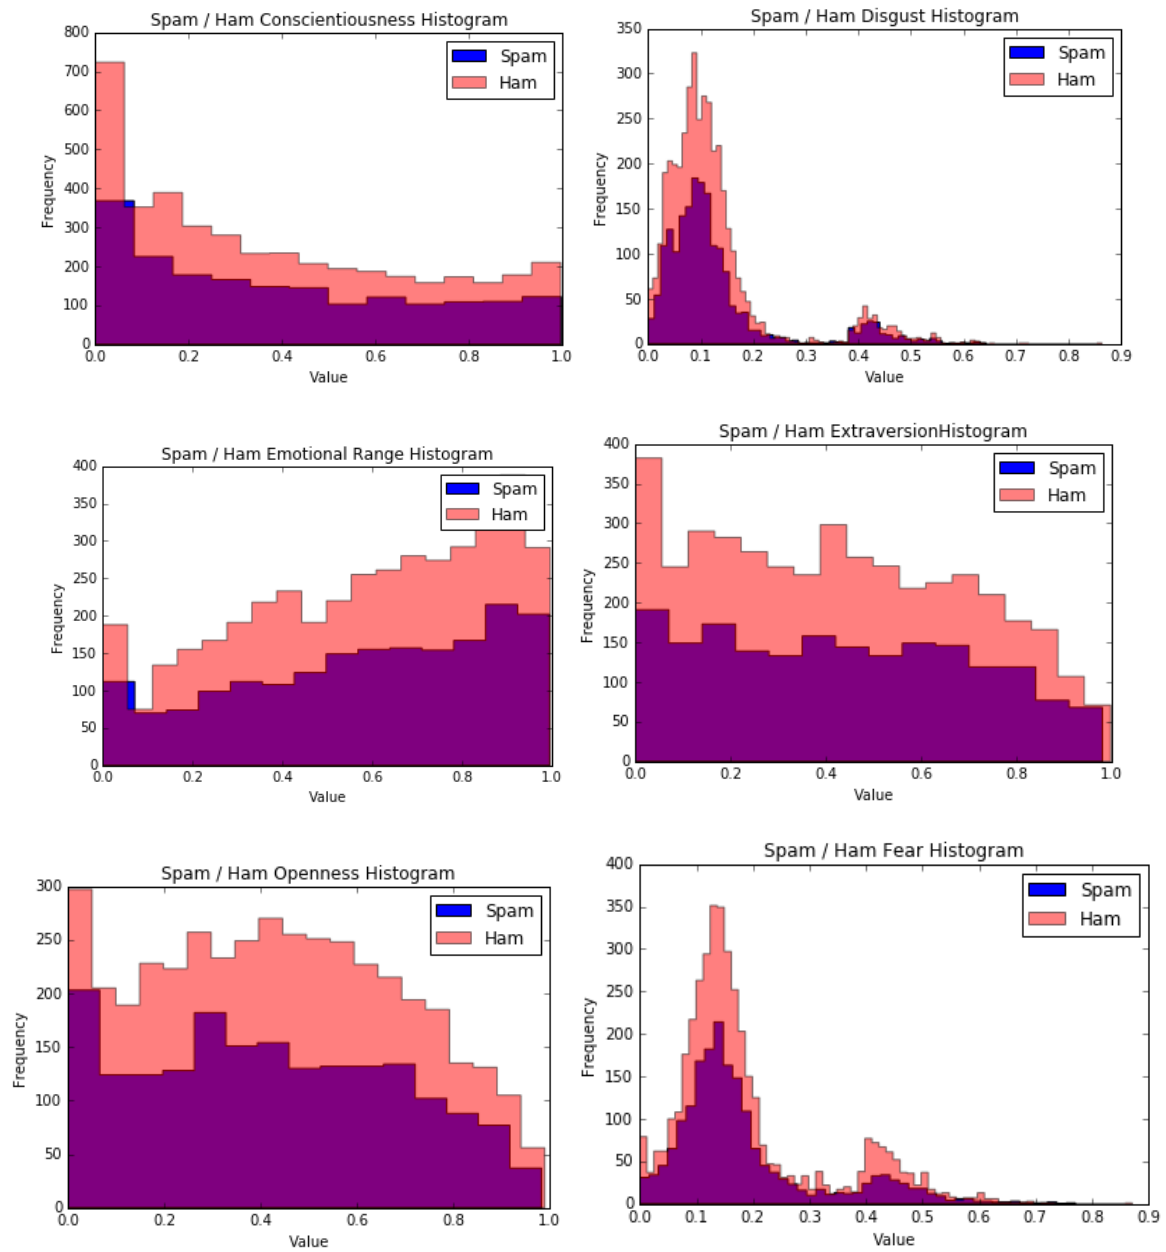 Spam / Ham Conscientiousness Histogram
800
700
600
500
400
300
200
100
0
Frequency
Spam
Ham
0.0 0.2 0.4 0.6 0.8 1.0
Value
Spam / Ham Disgust Histogram
350
300
250
200
150
100
50
0
Frequency
Spam
Ham
0.0 0.1 0.2 0.3 0.4 0.5 0.6 0.7 0.8 0.9
Value
Spam / Ham Emotional Range Histogram
400
350
300
250
200
150
100
50
0
Frequency
Spam
Ham
0.0 0.2 0.4 0.6 0.8 1.0
Value
Spam / Ham ExtraversionHistogram
400
350
300
250
200
150
100
50
0
Frequency
Spam
Ham
0.0 0.2 0.4 0.6 0.8 1.0
Value
Spam / Ham Openness Histogram
300
250
200
150
100
50
0
Frequency
Spam
Ham
0.0 0.2 0.4 0.6 0.8 1.0
Value
Spam / Ham Fear Histogram
400
350
300
250
200
150
100
50
0
Frequency
Spam
Ham
0.0 0.1 0.2 0.3 0.4 0.5 0.6 0.7 0.8 0.9
Value